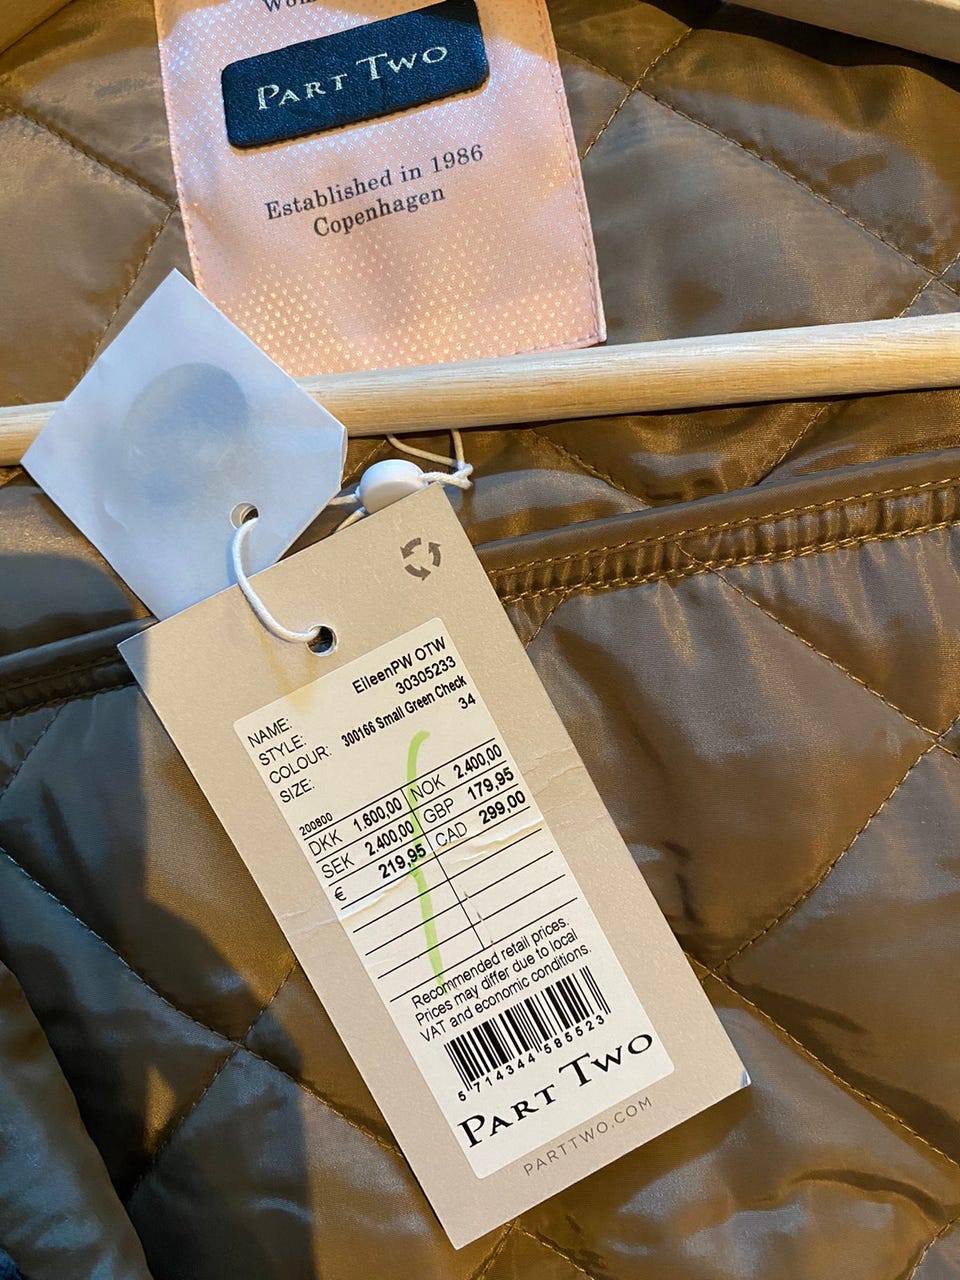 PART TWO
Established in 1986
Copenhagen
NAME: EileenPW OTW
STYLE: 30305233
COLOUR: 300166 Small Green Check
SIZE: 34
200800
DKK 1.600,00 NOK 2.400,00
SEK 2.400,00 GBP 179,95
€ 219,95 CAD 299,00
Recommended retail prices.
Prices may differ due to local
VAT and economic conditions.
5 714344 585523
PART TWO
PARTTWO.COM